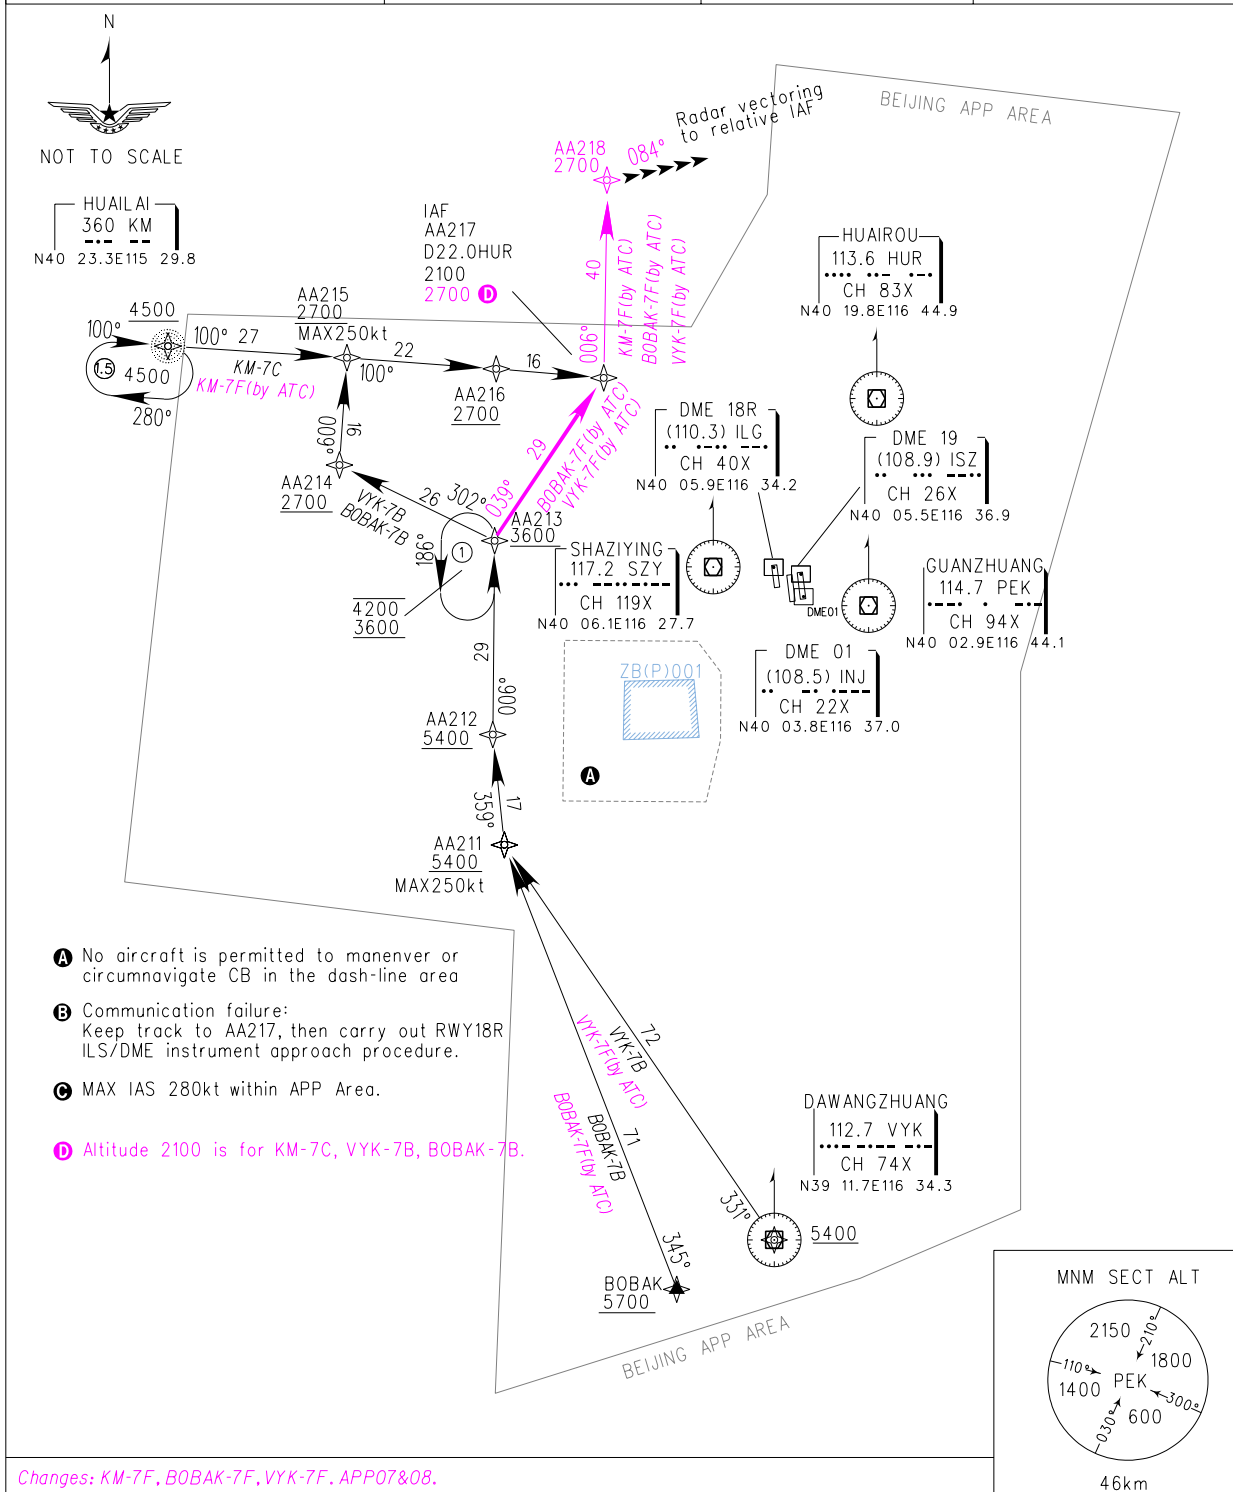 N
NOT TO SCALE
BEIJING APP AREA
Radar vectoring
to relative IAF
084°
AA218
2700
HUAILAI
360 KM
N40 23.3E115 29.8
IAF
AA217
D22.0HUR
2100
2700 D
40
006°
KM-7F(by ATC)
BOBAK-7F(by ATC)
VYK-7F(by ATC)
HUAIROU
113.6 HUR
CH 83X
N40 19.8E116 44.9
4500
100°
1.5
4500
280°
100° 27
KM-7C
KM-7F(by ATC)
AA215
2700
MAX250kt
22
100°
16
AA216
2700
16
009°
AA214
2700
26
302°
VYK-7B
BOBAK-7B
29
039°
BOBAK-7F(by ATC)
VYK-7F(by ATC)
AA213
3600
186°
1
4200
3600
DME 18R
(110.3) ILG
CH 40X
N40 05.9E116 34.2
DME 19
(108.9) ISZ
CH 26X
N40 05.5E116 36.9
SHAZIYING
117.2 SZY
CH 119X
N40 06.1E116 27.7
GUANZHUANG
114.7 PEK
CH 94X
N40 02.9E116 44.1
DME01
DME 01
(108.5) INJ
CH 22X
N40 03.8E116 37.0
ZB(P)001
A
29
006°
AA212
5400
17
359°
AA211
5400
MAX250kt
A No aircraft is permitted to manenver or
circumnavigate CB in the dash-line area
B Communication failure:
Keep track to AA217, then carry out RWY18R
ILS/DME instrument approach procedure.
C MAX IAS 280kt within APP Area.
D Altitude 2100 is for KM-7C, VYK-7B, BOBAK-7B.
72
VYK-7B
VYK-7F(by ATC)
71
BOBAK-7B
BOBAK-7F(by ATC)
331°
345°
DAWANGZHUANG
112.7 VYK
CH 74X
N39 11.7E116 34.3
5400
BOBAK
5700
BEIJING APP AREA
MNM SECT ALT
2150
210°
1800
110°
PEK
1400
300°
030°
600
46km
Changes: KM-7F, BOBAK-7F, VYK-7F. APP07&08.